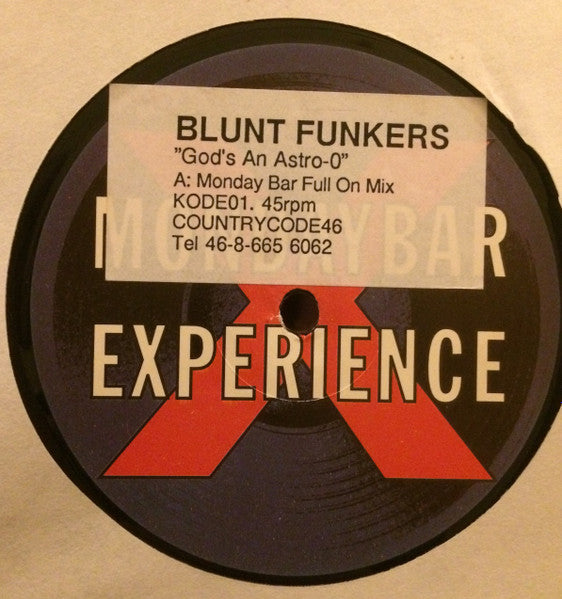 BLUNT FUNKERS
"God's An Astro-0"
A: Monday Bar Full On Mix
KODE01. 45rpm
COUNTRYCODE46
Tel 46-8-665 6062
MONDAYBAR
EXPERIENCE